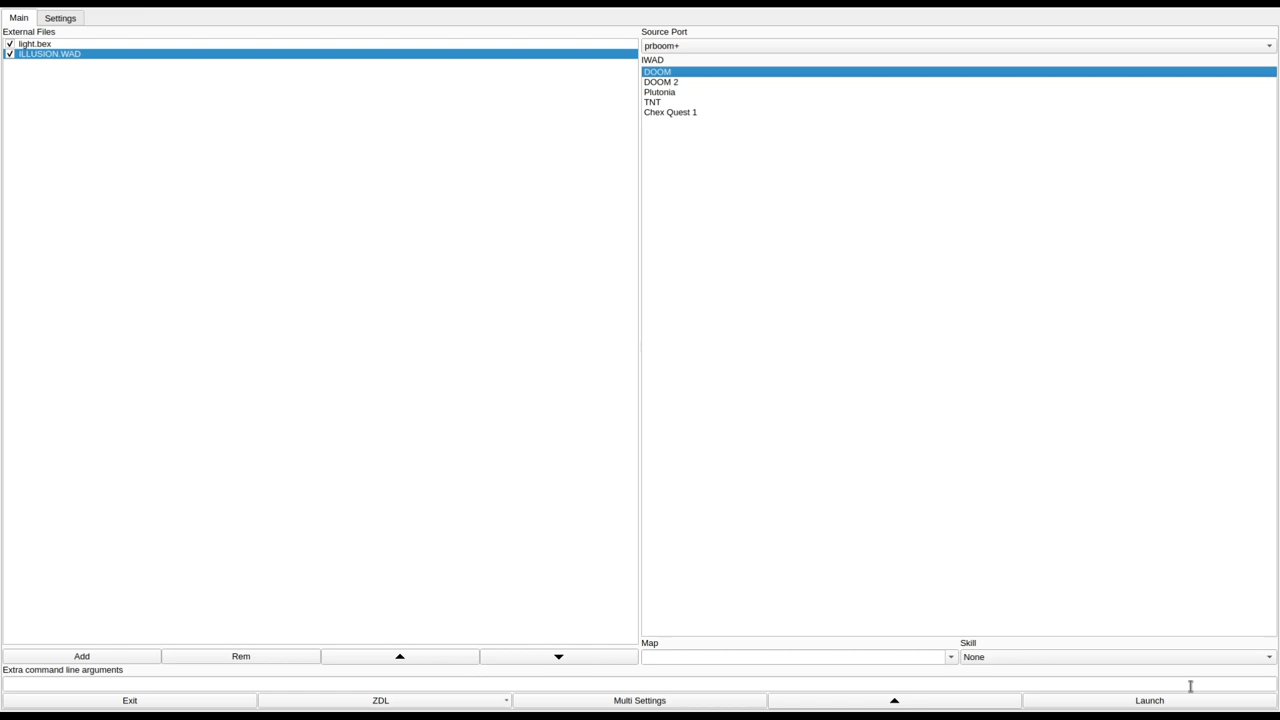 Main Settings
External Files
light.bex
ILLUSION.WAD
Source Port
prboom+
IWAD
DOOM
DOOM 2
Plutonia
TNT
Chex Quest 1
Add Rem
Map Skill
None
Extra command line arguments
Exit ZDL Multi Settings Launch